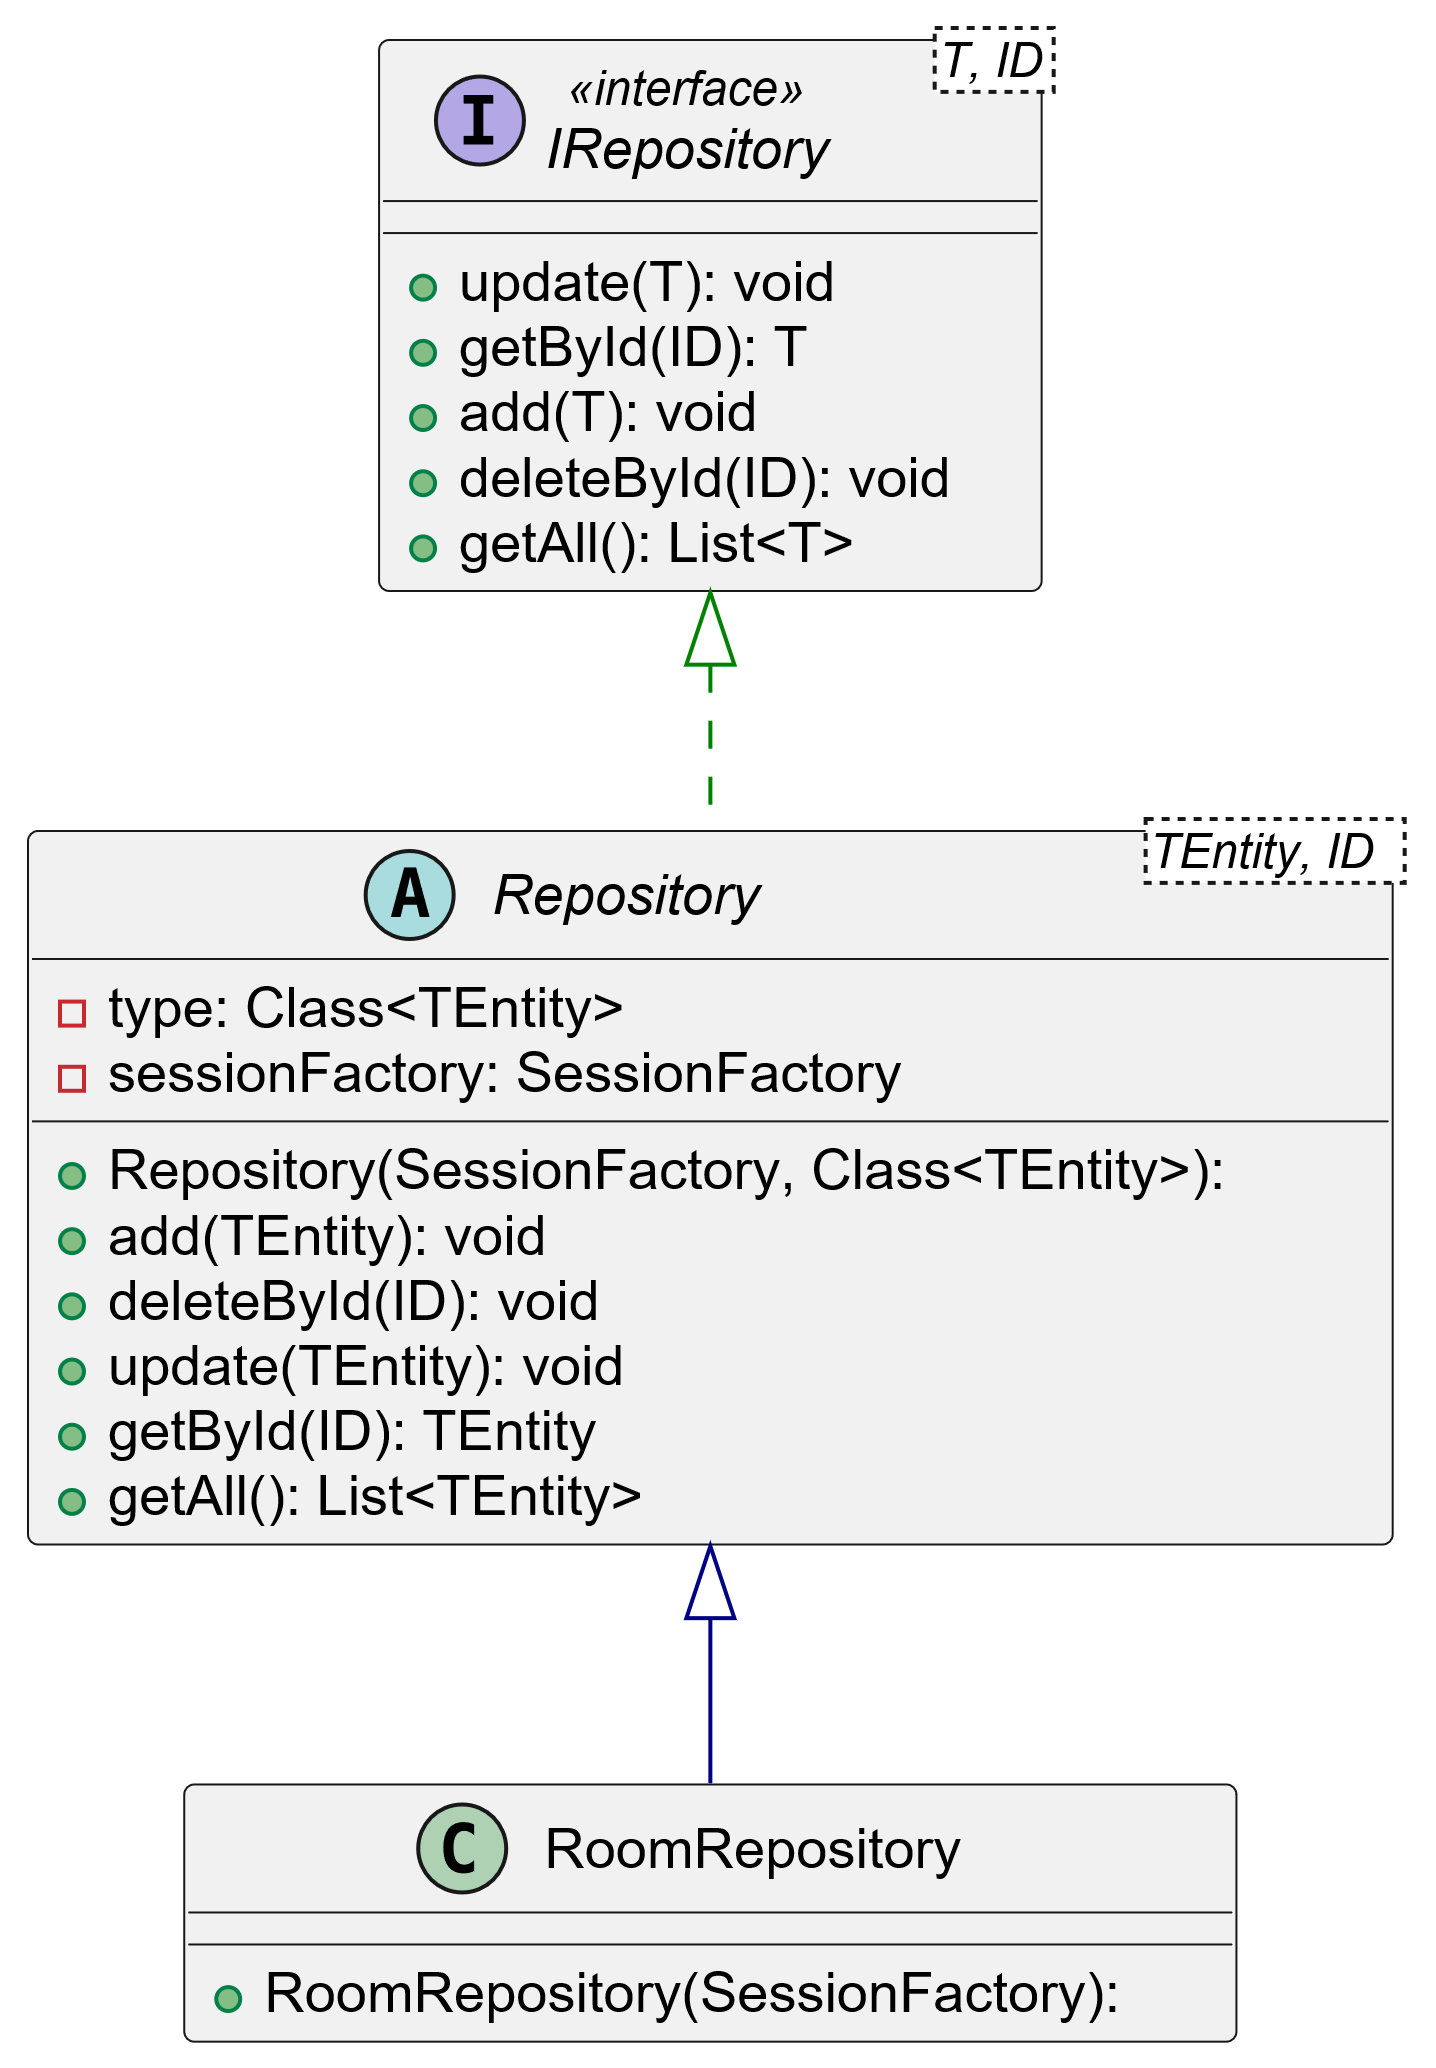 T, ID
I
«interface»
IRepository
update(T): void
getById(ID): T
add(T): void
deleteById(ID): void
getAll(): List<T>
TEntity, ID
A Repository
type: Class<TEntity>
sessionFactory: SessionFactory
Repository(SessionFactory, Class<TEntity>):
add(TEntity): void
deleteById(ID): void
update(TEntity): void
getById(ID): TEntity
getAll(): List<TEntity>
C RoomRepository
RoomRepository(SessionFactory):